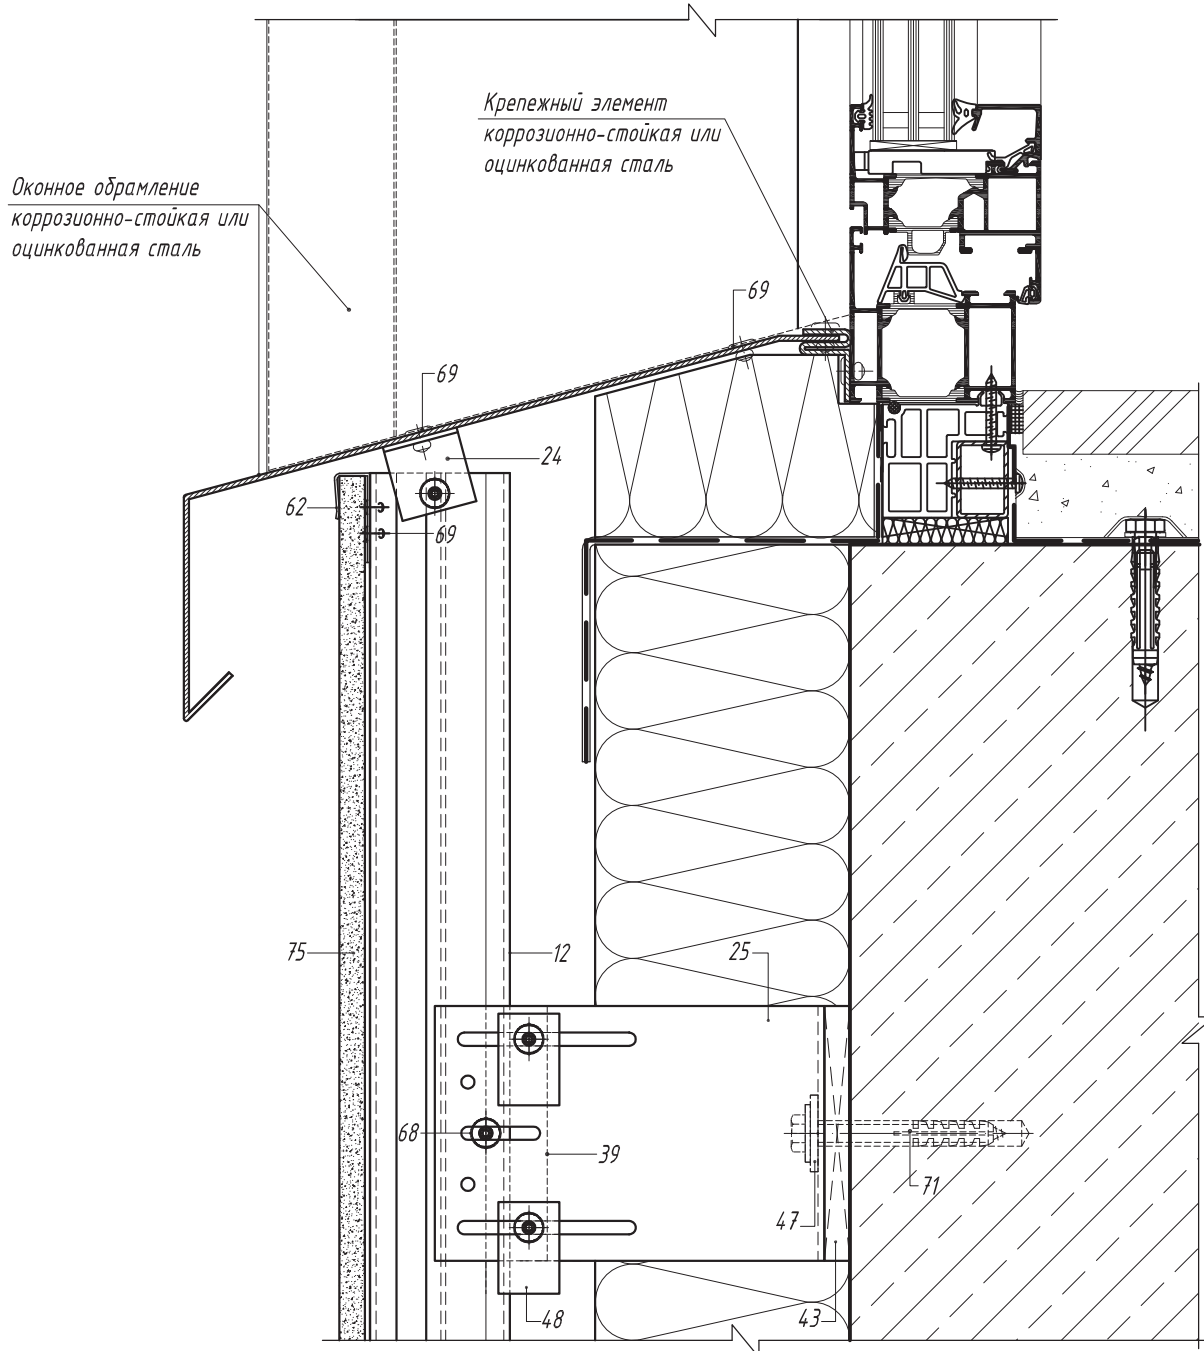 Крепежный элемент
коррозионно-стойкая или
оцинкованная сталь
Оконное обрамление
коррозионно-стойкая или
оцинкованная сталь
69
69
24
62
69
75
12
25
68
39
71
47
48
43